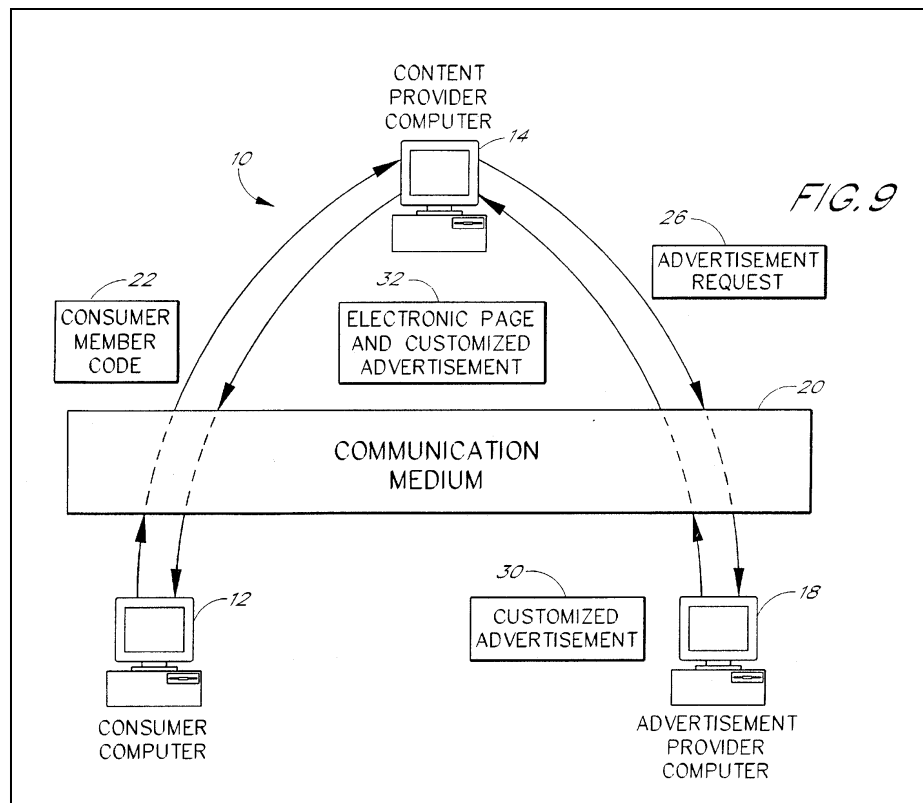 CONTENT
PROVIDER
COMPUTER
14
10
FIG. 9
26
ADVERTISEMENT
REQUEST
22
CONSUMER
MEMBER
CODE
32
ELECTRONIC PAGE
AND CUSTOMIZED
ADVERTISEMENT
20
COMMUNICATION
MEDIUM
12
30
CUSTOMIZED
ADVERTISEMENT
18
CONSUMER
COMPUTER
ADVERTISEMENT
PROVIDER
COMPUTER